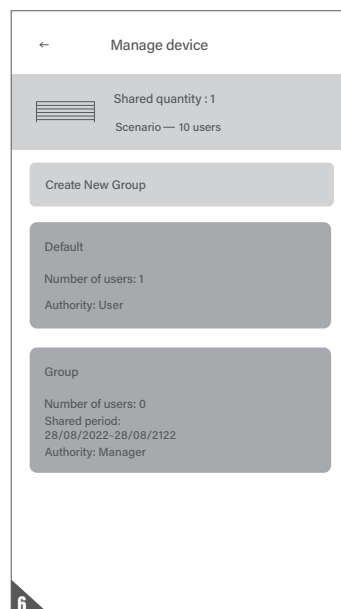 ←
Manage device
Shared quantity : 1
Scenario — 10 users
Create New Group
Default
Number of users: 1
Authority: User
Group
Number of users: 0
Shared period:
28/08/2022~28/08/2122
Authority: Manager
6